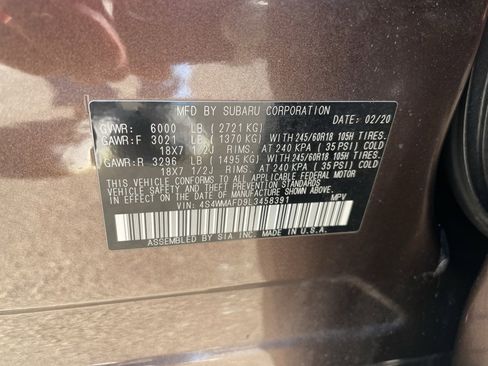 MFD BY SUBARU CORPORATION
DATE: 02/20
GVWR: 6000 LB (2721 KG)
GAWR:F 3021 LB (1370 KG) WITH 245/60R18 105H TIRES.
18X7 1/2J RIMS. AT 240 KPA (35 PSI) COLD
GAWR:R 3296 LB (1495 KG) WITH 245/60R18 105H TIRES.
18X7 1/2J RIMS. AT 240 KPA (35 PSI) COLD
THIS VEHICLE CONFORMS TO ALL APPLICABLE FEDERAL MOTOR
VEHICLE SAFETY AND THEFT PREVENTION STANDARDS IN EFFECT
ON THE DATE OF MANUFACTURE SHOWN ABOVE.
VIN: 4S4WMAFD9L3458391 MPV
ASSEMBLED BY SIA INC. MADE IN U.S.A.